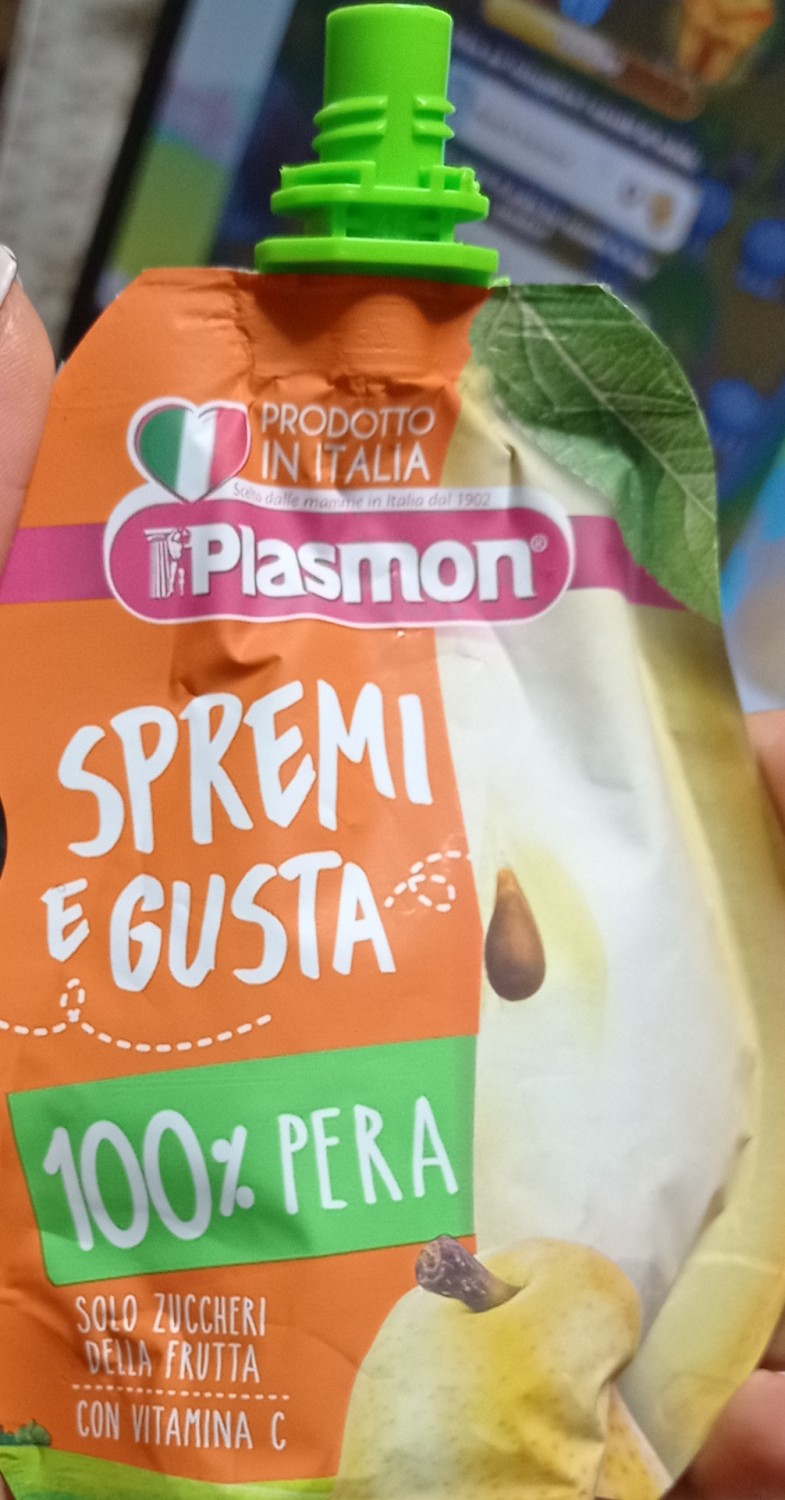 PRODOTTO
IN ITALIA
Scelto dalle mamme in Italia dal 1902
Plasmon®
SPREMI
E GUSTA
100% PERA
SOLO ZUCCHERI
DELLA FRUTTA
CON VITAMINA C